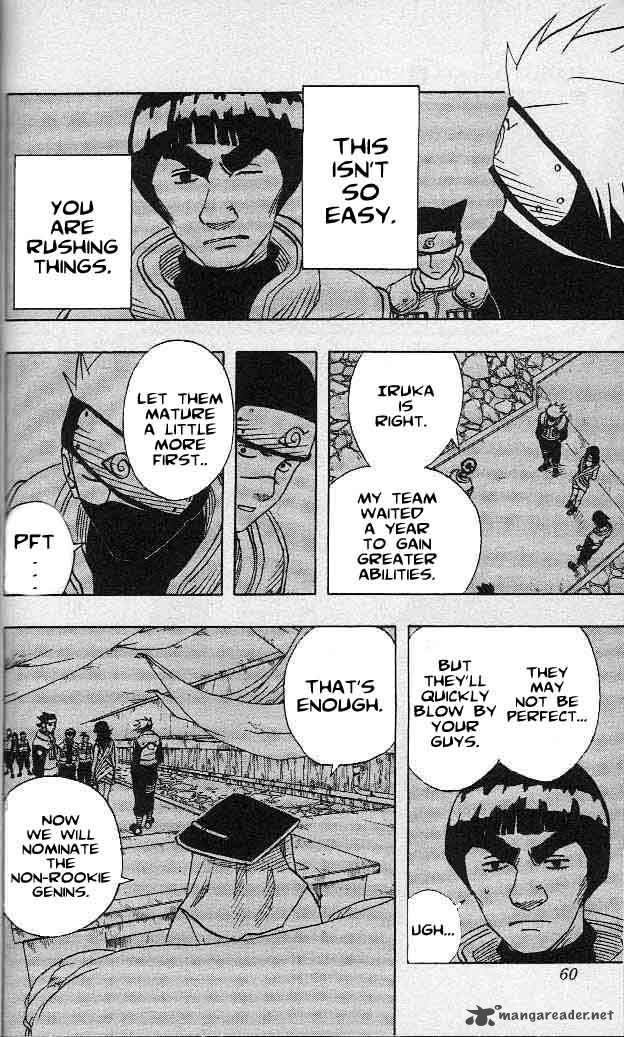 THIS
ISN'T
SO
EASY.
YOU
ARE
RUSHING
THINGS.
IRUKA
IS
RIGHT.
MY TEAM
WAITED
A YEAR
TO GAIN
GREATER
ABILITIES.
LET THEM
MATURE
A LITTLE
MORE
FIRST..
PFT
.
.
.
THEY
MAY
NOT BE
PERFECT...
BUT
THEY'LL
QUICKLY
BLOW BY
YOUR
GUYS.
UGH...
THAT'S
ENOUGH.
NOW
WE WILL
NOMINATE
THE
NON-ROOKIE
GENINS.
60
mangareader.net